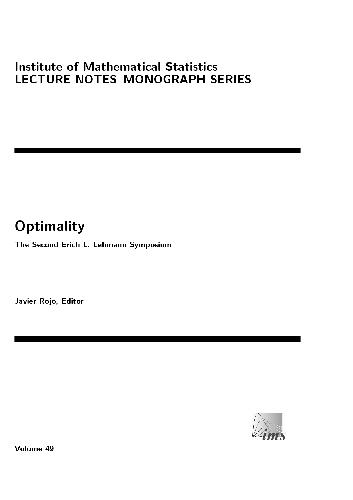 Institute of Mathematical Statistics
LECTURE NOTES MONOGRAPH SERIES
Optimality
The Second Erich L. Lehmann Symposium
Javier Rojo, Editor
ims
Volume 49